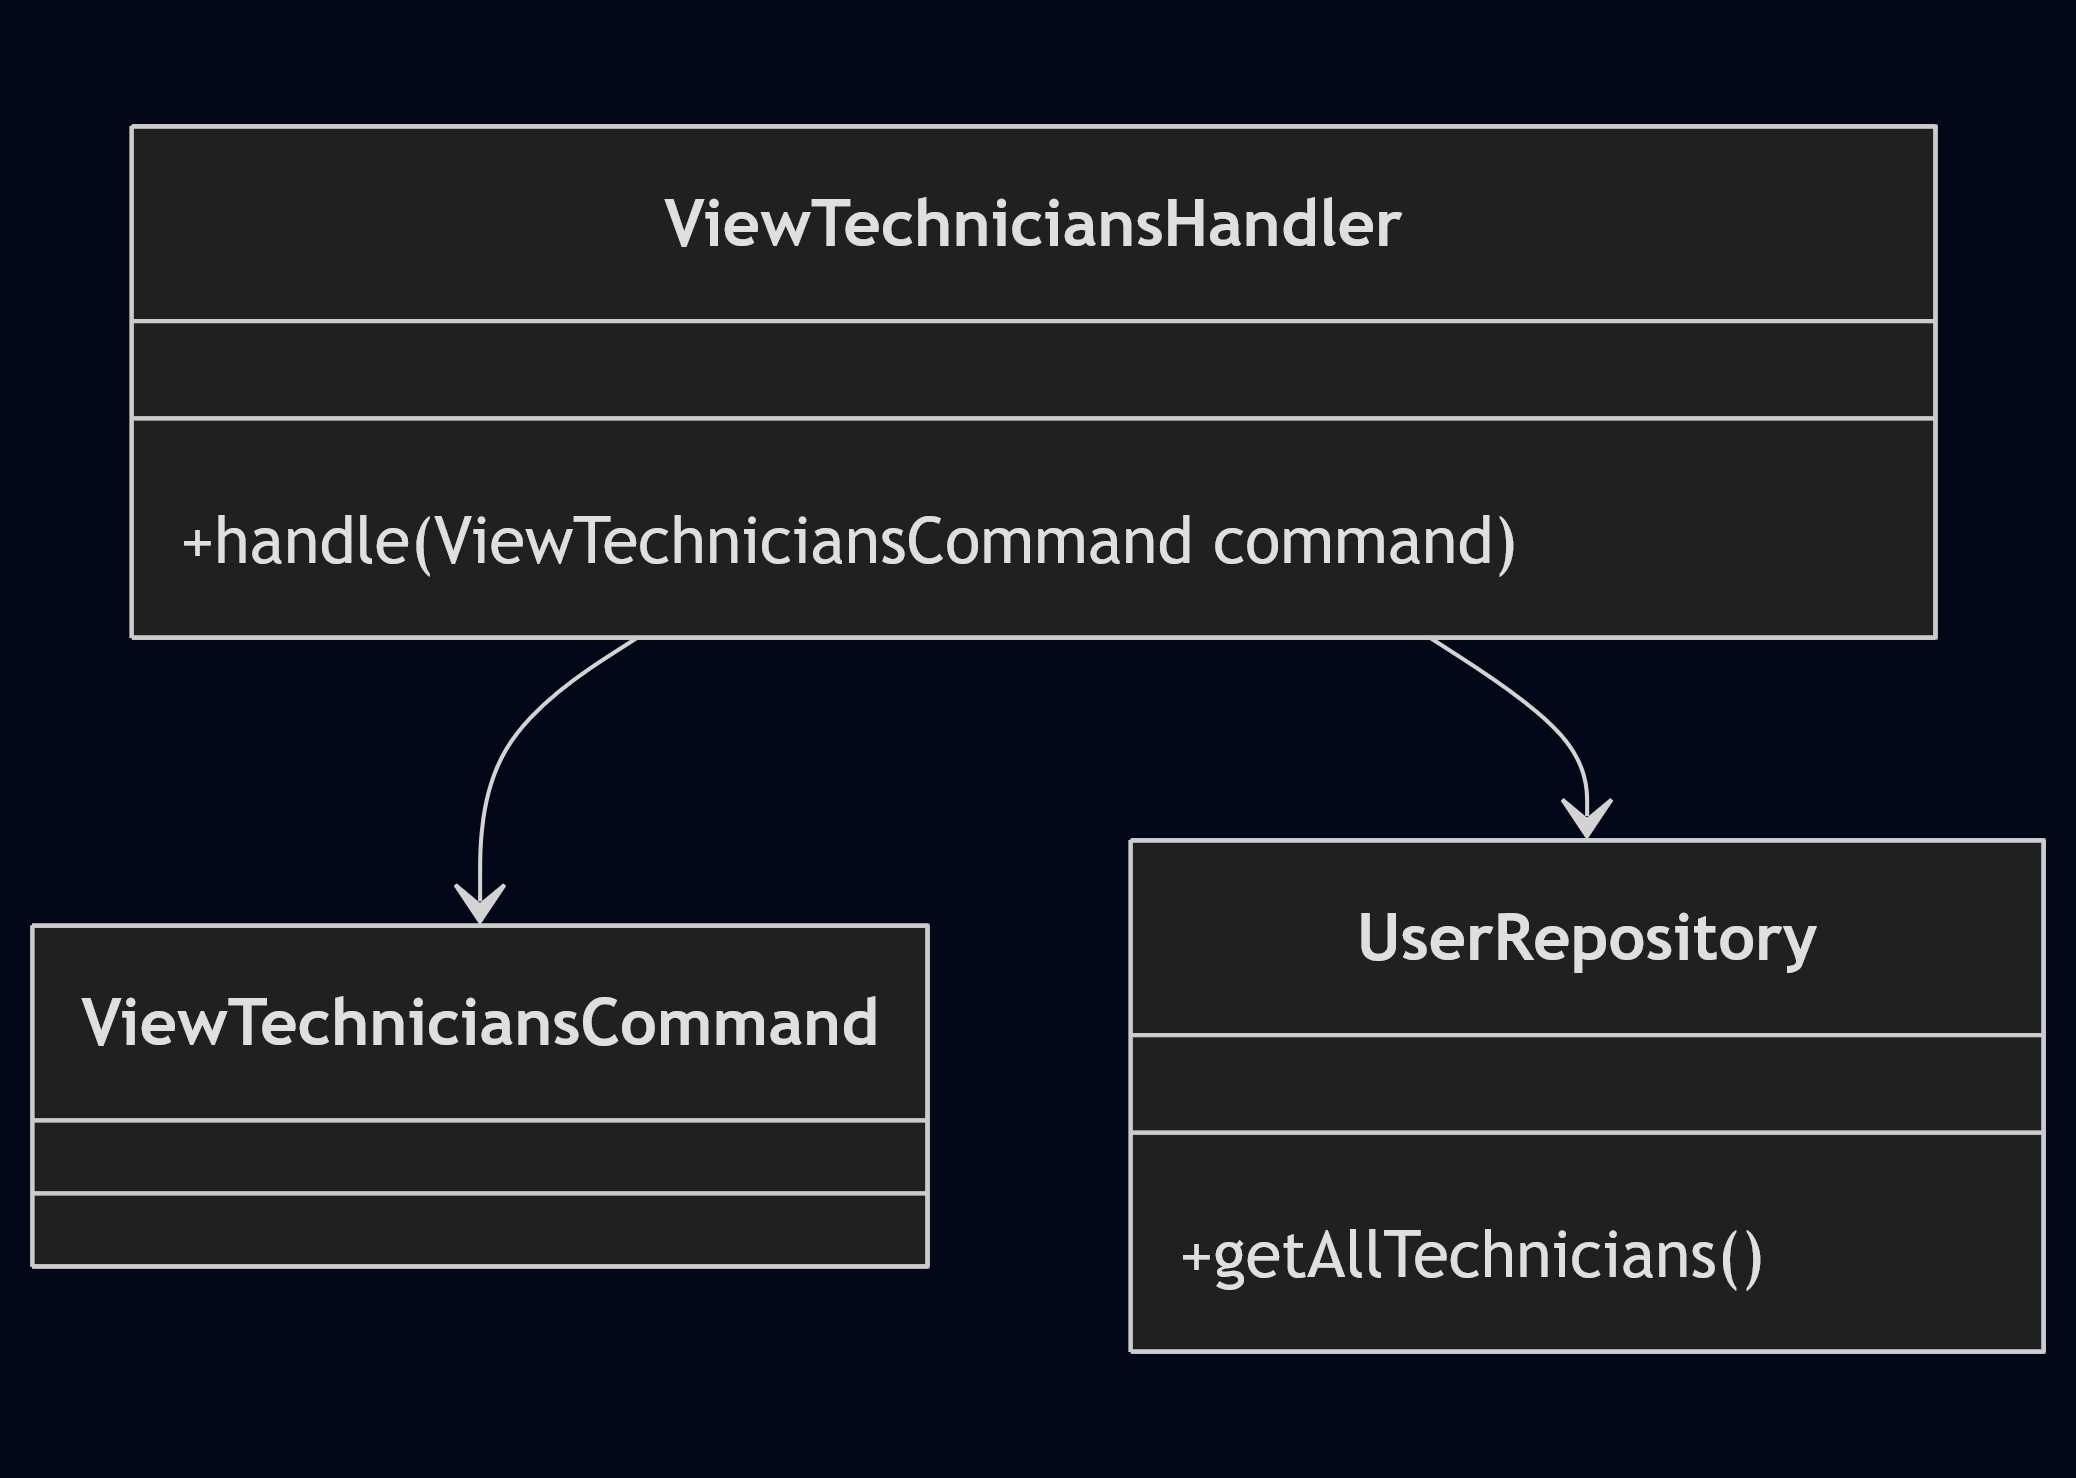 ViewTechniciansHandler
+handle(ViewTechniciansCommand command)
ViewTechniciansCommand
UserRepository
+getAllTechnicians()